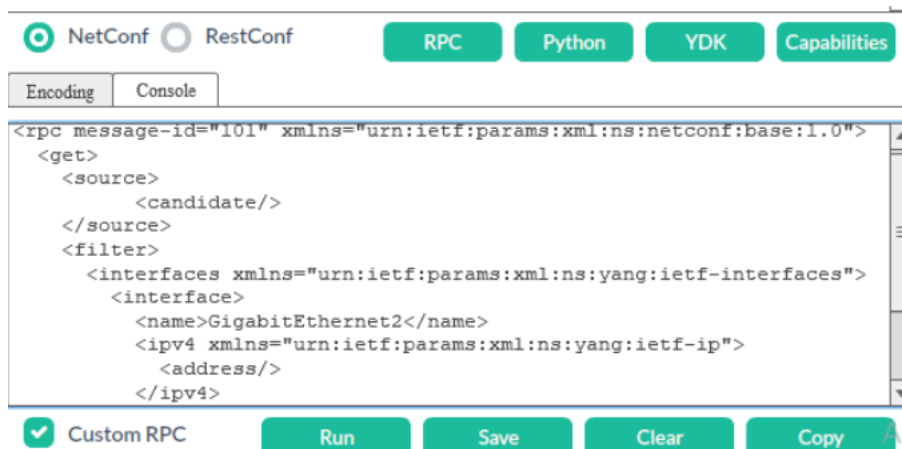 NetConf RestConf RPC Python YDK Capabilities
Encoding Console
<rpc message-id="101" xmlns="urn:ietf:params:xml:ns:netconf:base:1.0">
<get>
<source>
<candidate/>
</source>
<filter>
<interfaces xmlns="urn:ietf:params:xml:ns:yang:ietf-interfaces">
<interface>
<name>GigabitEthernet2</name>
<ipv4 xmlns="urn:ietf:params:xml:ns:yang:ietf-ip">
<address/>
</ipv4>
Custom RPC Run Save Clear Copy